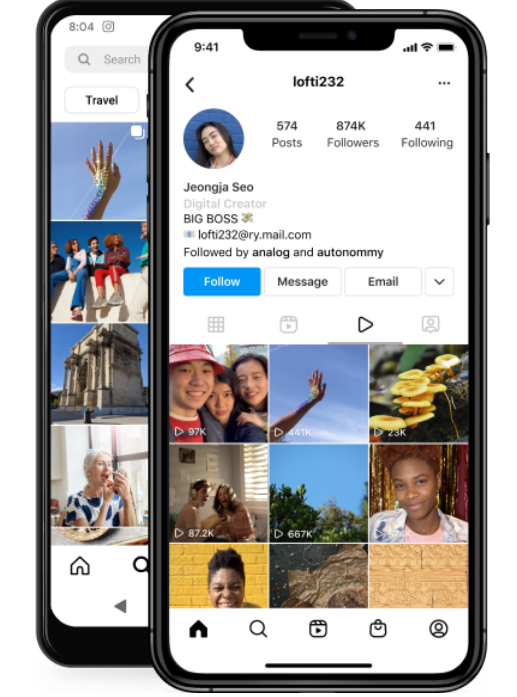 8:04
Search
Travel
9:41
lofti232
574 874K 441
Posts Followers Following
Jeongja Seo
Digital Creator
BIG BOSS 💸
📧 lofti232@ry.mail.com
Followed by analog and autonommy
Follow Message Email
97K 441K 23K
87.2K 667K